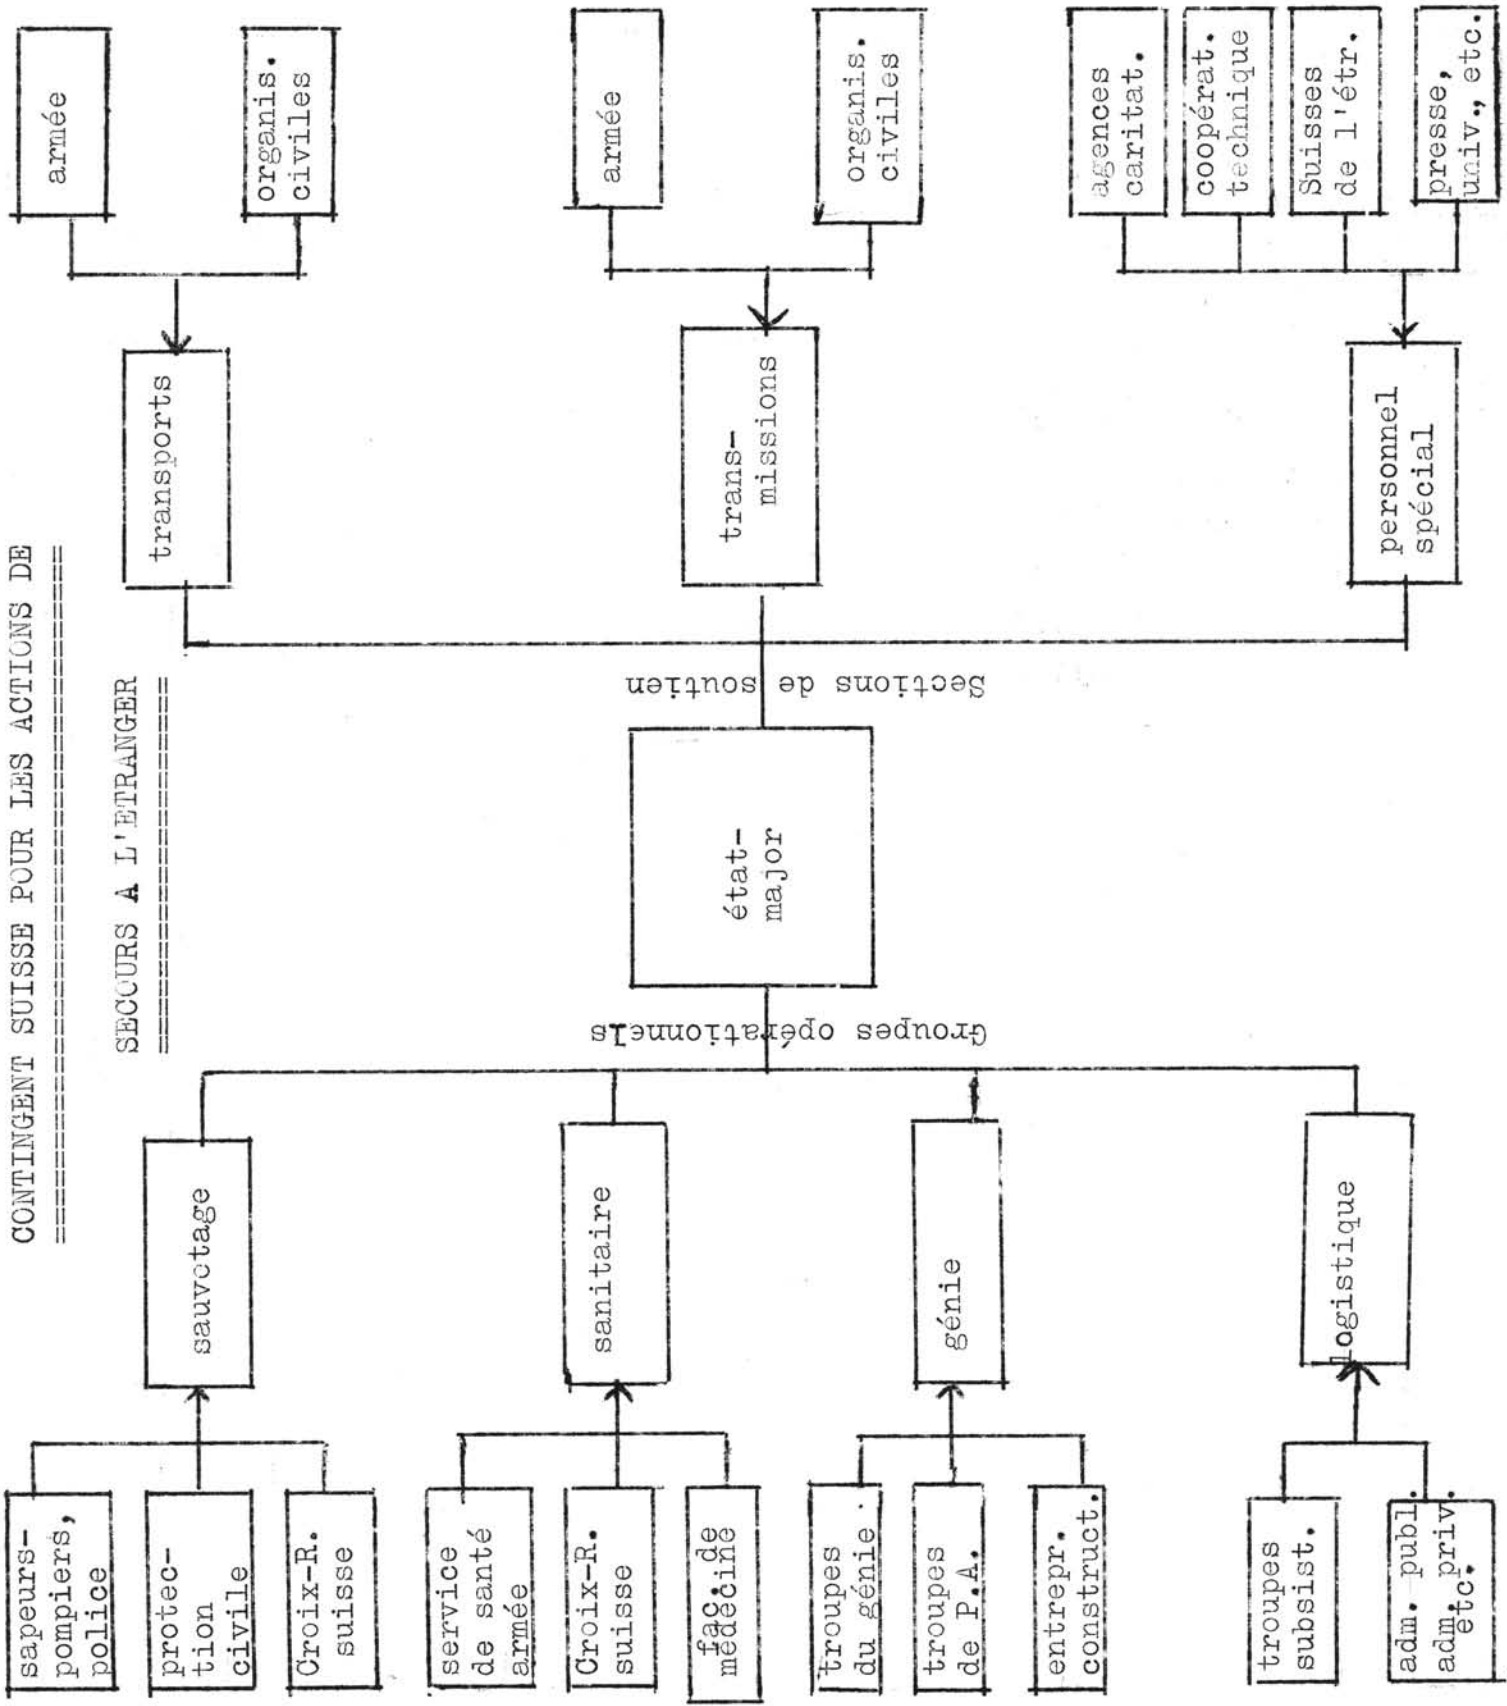 CONTINGENT SUISSE POUR LES ACTIONS DE
SECOURS A L'ETRANGER
sapeurs-
pompiers,
police
protec-
tion
civile
Croix-R.
suisse
sauvetage
service
de santé
armée
Croix-R.
suisse
fac. de
médecine
sanitaire
troupes
du génie
troupes
de P.A.
entrepr.
construct.
génie
troupes
subsist.
adm. publ.
adm. priv.
etc.
logistique
Groupes opérationnels
état-
major
Sections de soutien
transports
armée
organis.
civiles
trans-
missions
armée
organis.
civiles
personnel
spécial
agences
caritat.
coopérat.
technique
Suisses
de l'étr.
presse,
univ., etc.